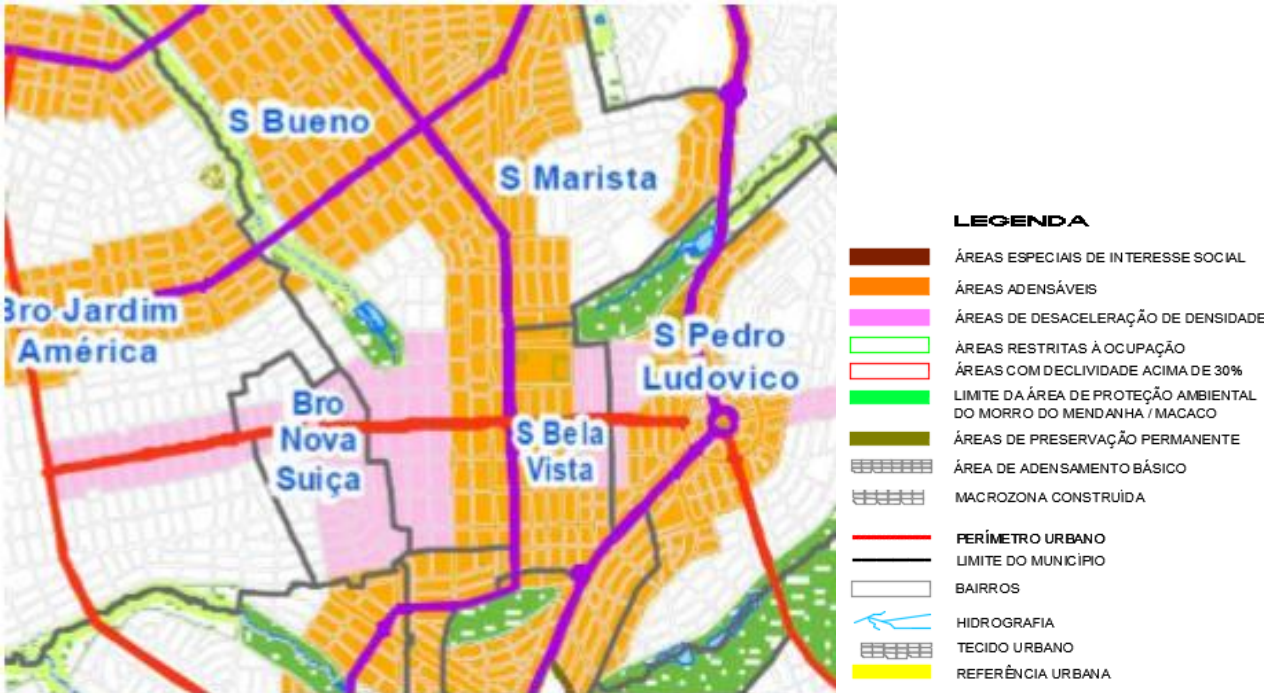 S Bueno
S Marista
Bro Jardim
América
S Pedro
Ludovico
Bro
Nova
Suiça
S Bela
Vista
LEGENDA
ÁREAS ESPECIAIS DE INTERESSE SOCIAL
ÁREAS ADENSÁVEIS
ÁREAS DE DESACELERAÇÃO DE DENSIDADE
ÁREAS RESTRITAS À OCUPAÇÃO
ÁREAS COM DECLIVIDADE ACIMA DE 30%
LIMITE DA ÁREA DE PROTEÇÃO AMBIENTAL
DO MORRO DO MENDANHA / MACACO
ÁREAS DE PRESERVAÇÃO PERMANENTE
ÁREA DE ADENSAMENTO BÁSICO
MACROZONA CONSTRUÍDA
PERÍMETRO URBANO
LIMITE DO MUNICÍPIO
BAIRROS
HIDROGRAFIA
TECIDO URBANO
REFERÊNCIA URBANA